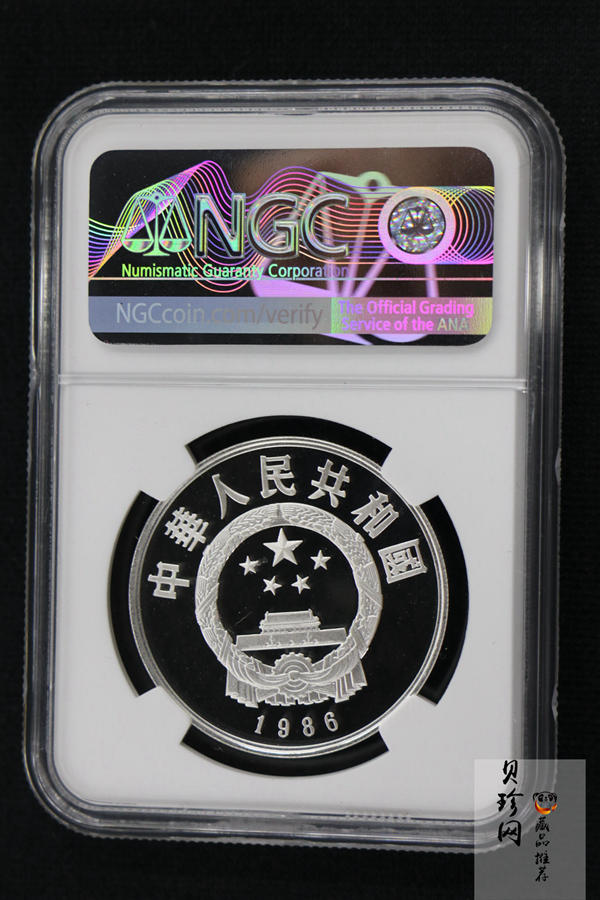 NGC
Numismatic Guaranty Corporation
NGCcoin.com/verify
The Official Grading
Service of the ANA
中華人民共和國
1986
贝珍网
藏品推荐